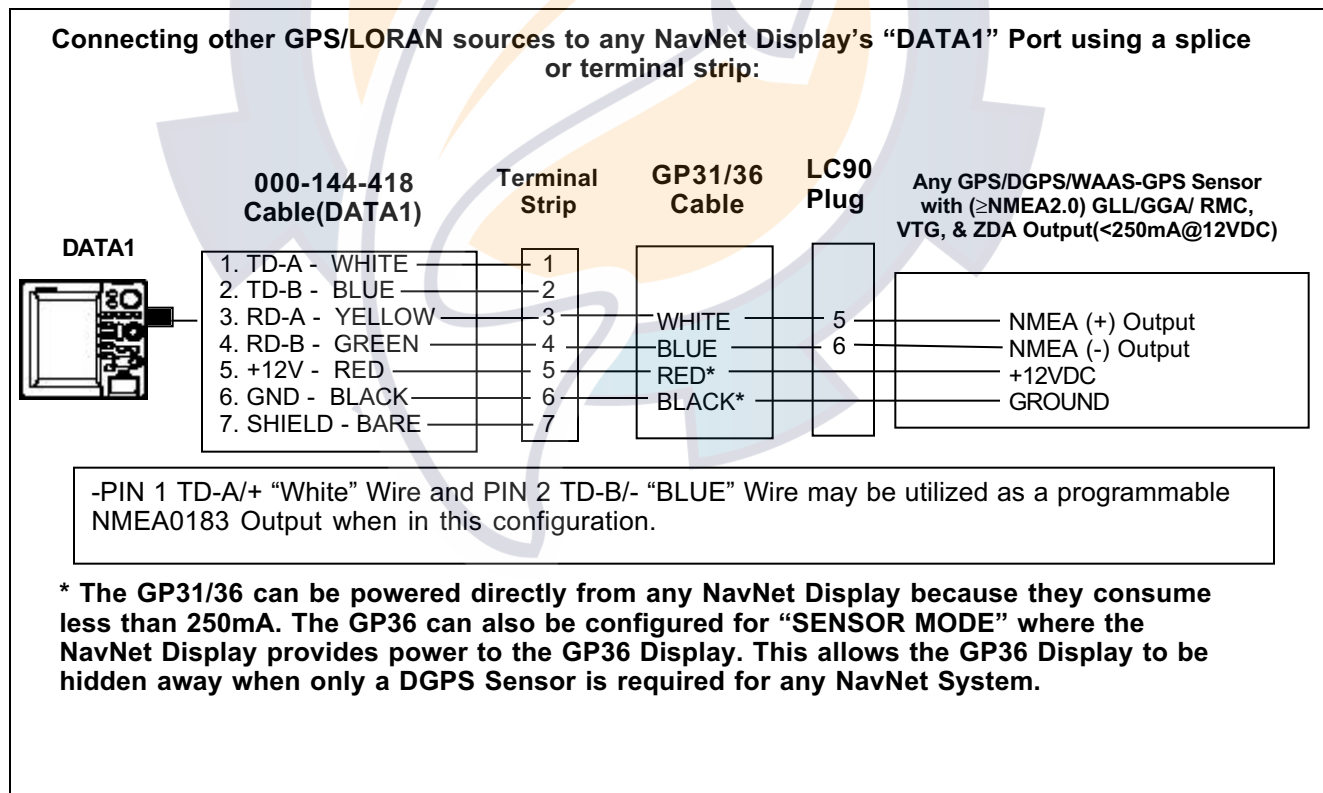 Connecting other GPS/LORAN sources to any NavNet Display's “DATA1” Port using a splice
or terminal strip:
000-144-418
Cable(DATA1)
Terminal
Strip
GP31/36
Cable
LC90
Plug
Any GPS/DGPS/WAAS-GPS Sensor
with (≥NMEA2.0) GLL/GGA/ RMC,
VTG, & ZDA Output(<250mA@12VDC)
DATA1
1. TD-A - WHITE 1
2. TD-B - BLUE 2
3. RD-A - YELLOW 3 WHITE 5 NMEA (+) Output
4. RD-B - GREEN 4 BLUE 6 NMEA (-) Output
5. +12V - RED 5 RED* +12VDC
6. GND - BLACK 6 BLACK* GROUND
7. SHIELD - BARE 7
-PIN 1 TD-A/+ “White” Wire and PIN 2 TD-B/- “BLUE” Wire may be utilized as a programmable
NMEA0183 Output when in this configuration.
* The GP31/36 can be powered directly from any NavNet Display because they consume
less than 250mA. The GP36 can also be configured for “SENSOR MODE” where the
NavNet Display provides power to the GP36 Display. This allows the GP36 Display to be
hidden away when only a DGPS Sensor is required for any NavNet System.